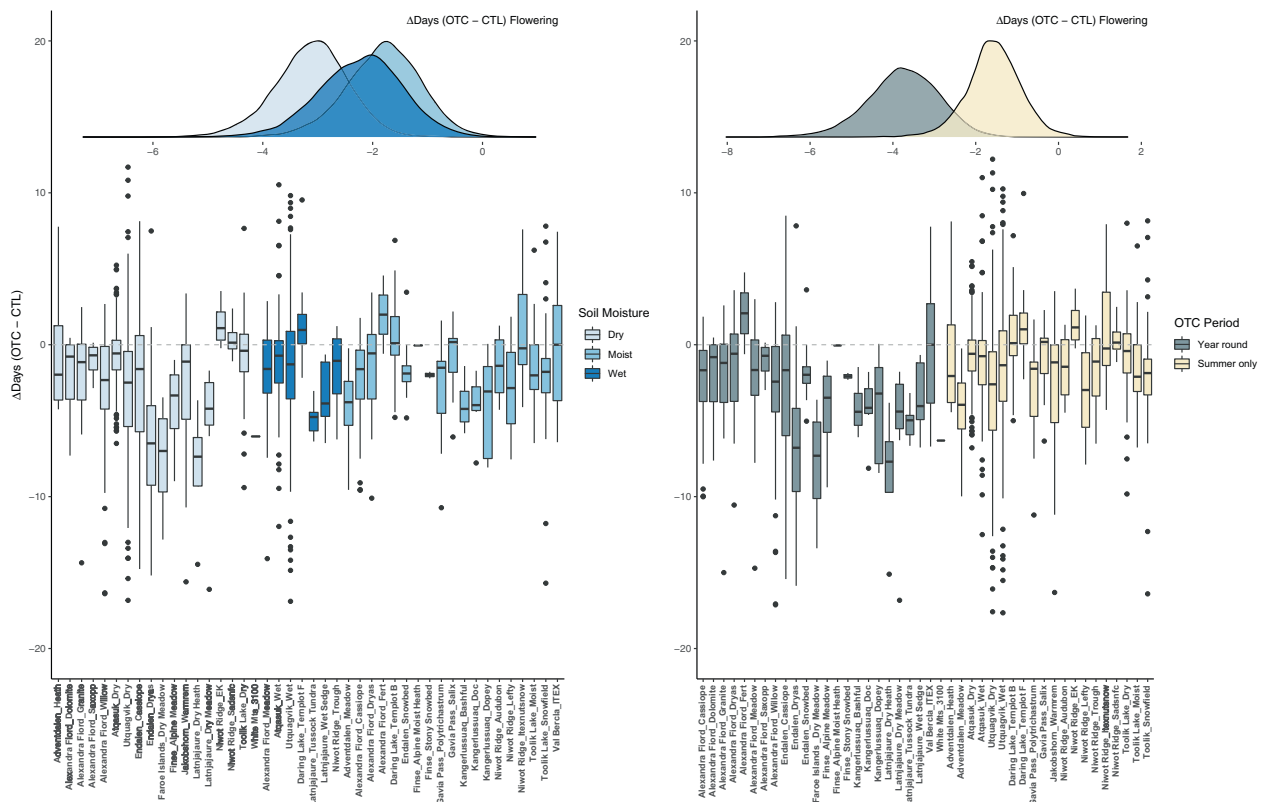 ΔDays (OTC − CTL) Flowering
20
10
0
−10
−20
−6
−4
−2
0
ΔDays (OTC − CTL)
Soil Moisture
Dry
Moist
Wet
Adventdalen_Heath
Alexandra Fiord_Dolomite
Alexandra Fiord_Granite
Alexandra Fiord_Saxopp
Alexandra Fiord_Willow
Atqasuk_Dry
Utqiagvik_Dry
Endalen_Cassiope
Endalen_Dryas
Faroe Islands_Dry Meadow
Finse_Alpine Meadow
Jakobshorn_Warmrem
Latnjajaure_Dry Heath
Latnjajaure_Dry Meadow
Niwot Ridge_EK
Niwot Ridge_Sadsnfc
Toolik Lake_Dry
White Mts_3100
Alexandra Fiord_Meadow
Atqasuk_Wet
Utqiagvik_Wet
Daring Lake_Templot F
Latnjajaure_Tussock Tundra
Latnjajaure_Wet Sedge
Niwot Ridge_Trough
Adventdalen_Meadow
Alexandra Fiord_Cassiope
Alexandra Fiord_Dryas
Alexandra Fiord_Fert
Daring Lake_Templot B
Endalen_Snowbed
Finse_Alpine Moist Heath
Finse_Stony Snowbed
Gavia Pass_Polytrichastrum
Gavia Pass_Salix
Kangerlussuaq_Bashful
Kangerlussuaq_Doc
Kangerlussuaq_Dopey
Niwot Ridge_Audubon
Niwot Ridge_Lefty
Toolik Lake_Moist
Toolik Lake_Snowfield
Val Bercla_ITEX
ΔDays (OTC − CTL) Flowering
20
10
0
−10
−20
−8
−6
−4
−2
0
2
OTC Period
Year round
Summer only
Alexandra Fiord_Cassiope
Alexandra Fiord_Dolomite
Alexandra Fiord_Granite
Alexandra Fiord_Dryas
Alexandra Fiord_Fert
Alexandra Fiord_Meadow
Alexandra Fiord_Saxopp
Alexandra Fiord_Willow
Endalen_Cassiope
Endalen_Dryas
Endalen_Snowbed
Faroe Islands_Dry Meadow
Finse_Alpine Meadow
Finse_Alpine Moist Heath
Finse_Stony Snowbed
Kangerlussuaq_Bashful
Kangerlussuaq_Doc
Kangerlussuaq_Dopey
Latnjajaure_Dry Heath
Latnjajaure_Dry Meadow
Latnjajaure_Tussock Tundra
Latnjajaure_Wet Sedge
Val Bercla_ITEX
White Mts_3100
Adventdalen_Heath
Adventdalen_Meadow
Atqasuk_Dry
Atqasuk_Wet
Utqiagvik_Dry
Utqiagvik_Wet
Daring Lake_Templot B
Daring Lake_Templot F
Gavia Pass_Polytrichastrum
Gavia Pass_Salix
Jakobshorn_Warmrem
Niwot Ridge_Audubon
Niwot Ridge_EK
Niwot Ridge_Lefty
Niwot Ridge_Trough
Niwot Ridge_Sadsnfc
Toolik Lake_Dry
Toolik Lake_Moist
Toolik Lake_Snowfield